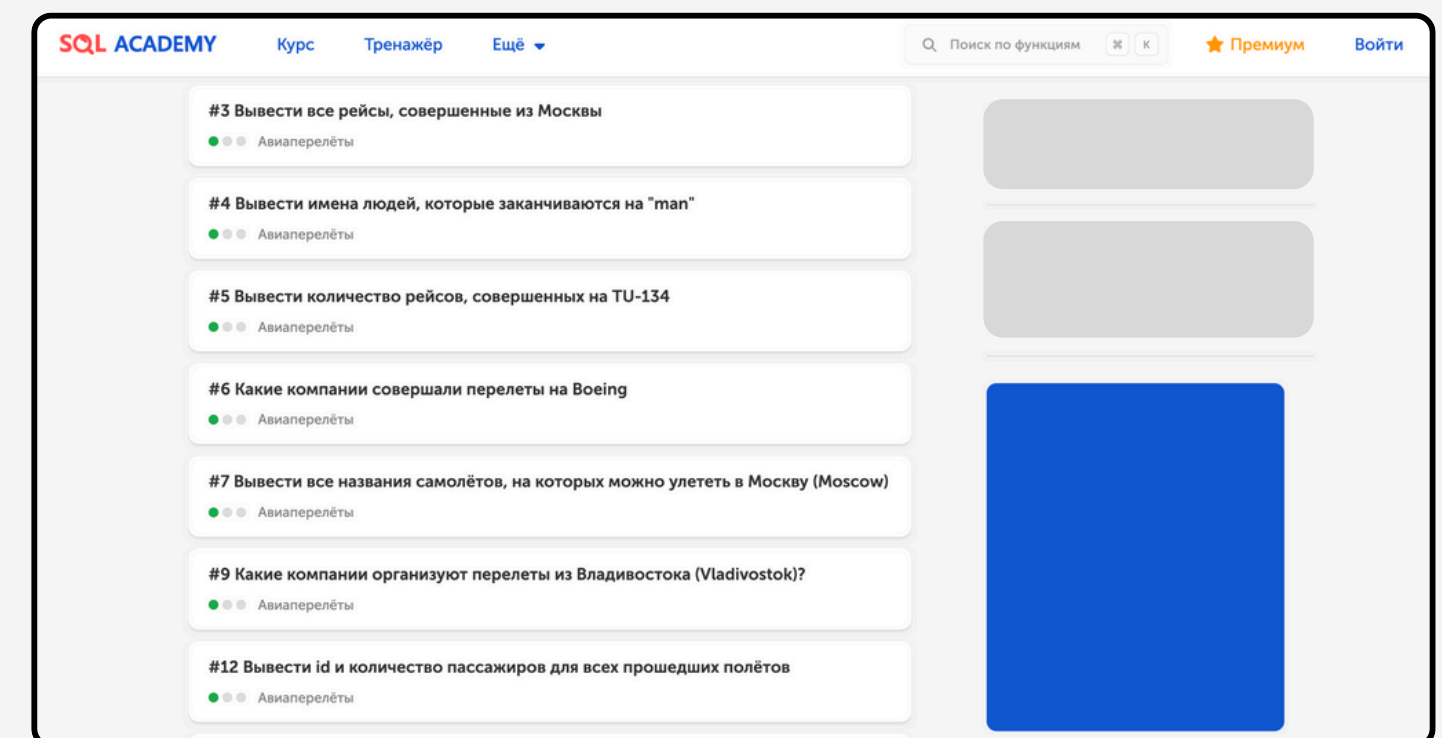 SQL ACADEMY Курс Тренажёр Ещё Поиск по функциям ⌘ K Премиум Войти
#3 Вывести все рейсы, совершенные из Москвы
Авиаперелёты
#4 Вывести имена людей, которые заканчиваются на "man"
Авиаперелёты
#5 Вывести количество рейсов, совершенных на TU-134
Авиаперелёты
#6 Какие компании совершали перелеты на Boeing
Авиаперелёты
#7 Вывести все названия самолётов, на которых можно улететь в Москву (Moscow)
Авиаперелёты
#9 Какие компании организуют перелеты из Владивостока (Vladivostok)?
Авиаперелёты
#12 Вывести id и количество пассажиров для всех прошедших полётов
Авиаперелёты